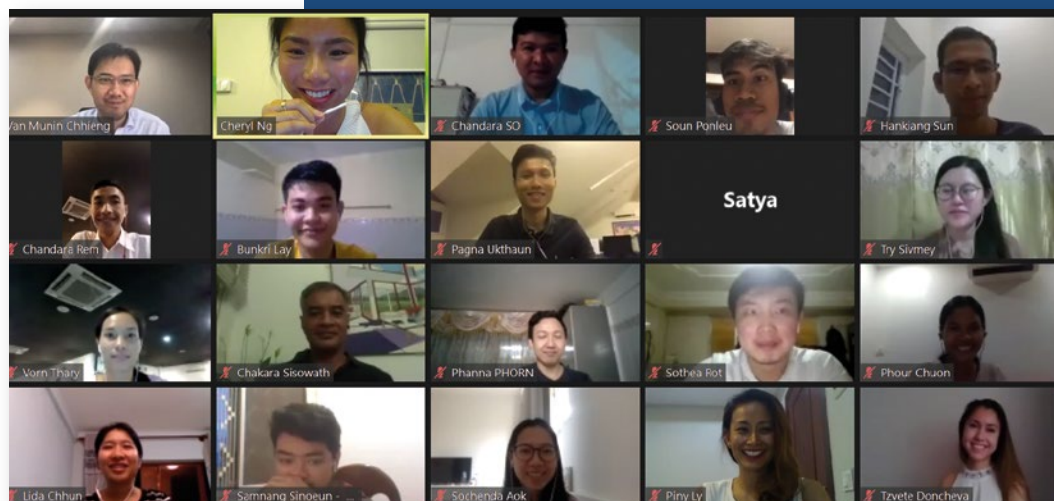 Van Munin Chhieng
Cheryl Ng
Chandara SO
Soun Ponleu
Hankiang Sun
Chandara Rem
Bunkri Lay
Pagna Ukthaun
Satya
Try Sivmey
Vorn Thary
Chakara Sisowath
Phanna PHORN
Sothea Rot
Phour Chuon
Lida Chhun
Samnang Sinoeun - ...
Sochenda Aok
Piny Ly
Tzvete Doncheva